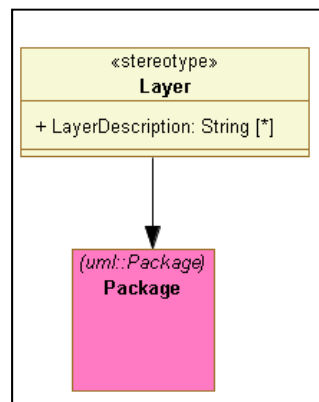 «stereotype»
Layer
+ LayerDescription: String [*]
(uml::Package)
Package